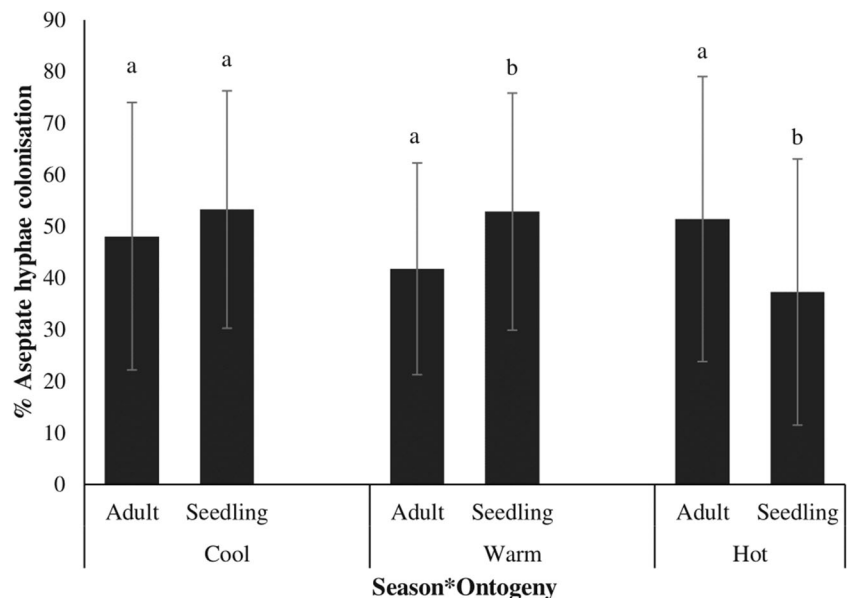 % Aseptate hyphae colonisation
90
80
70
60
50
40
30
20
10
0
a
a
a
b
a
b
Adult Seedling Adult Seedling Adult Seedling
Cool Warm Hot
Season*Ontogeny